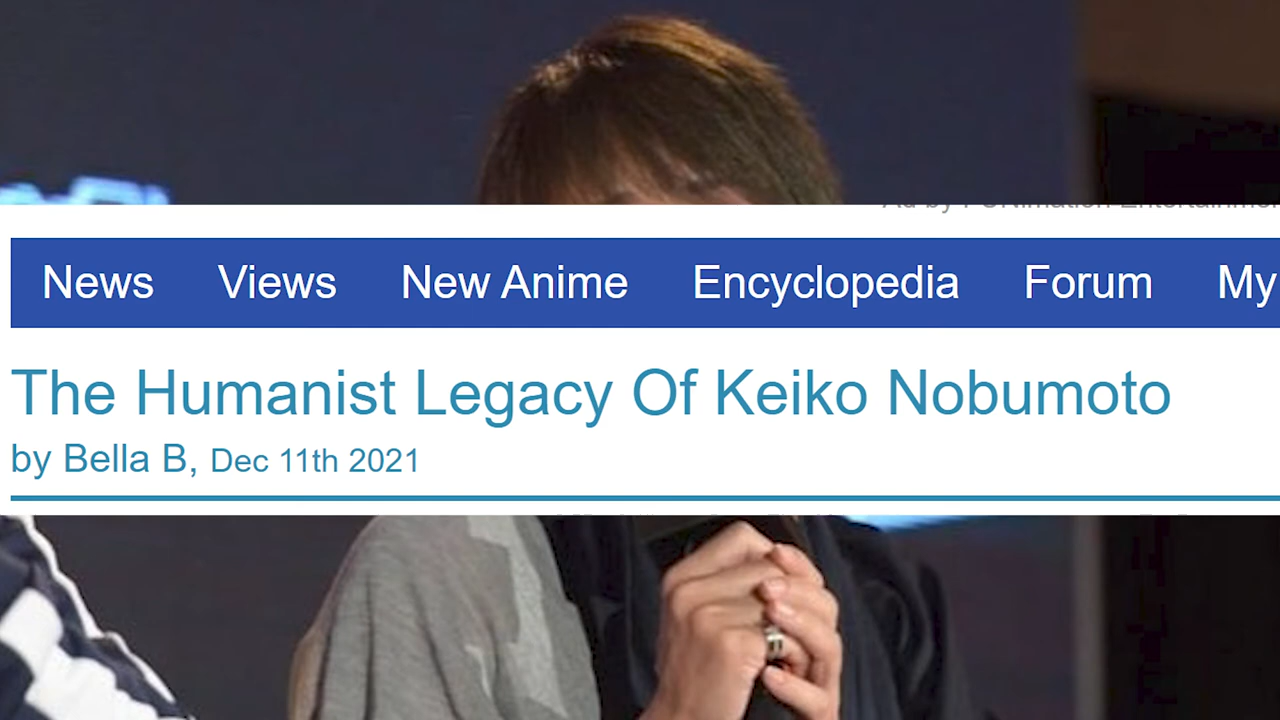 News Views New Anime Encyclopedia Forum My
The Humanist Legacy Of Keiko Nobumoto
by Bella B, Dec 11th 2021